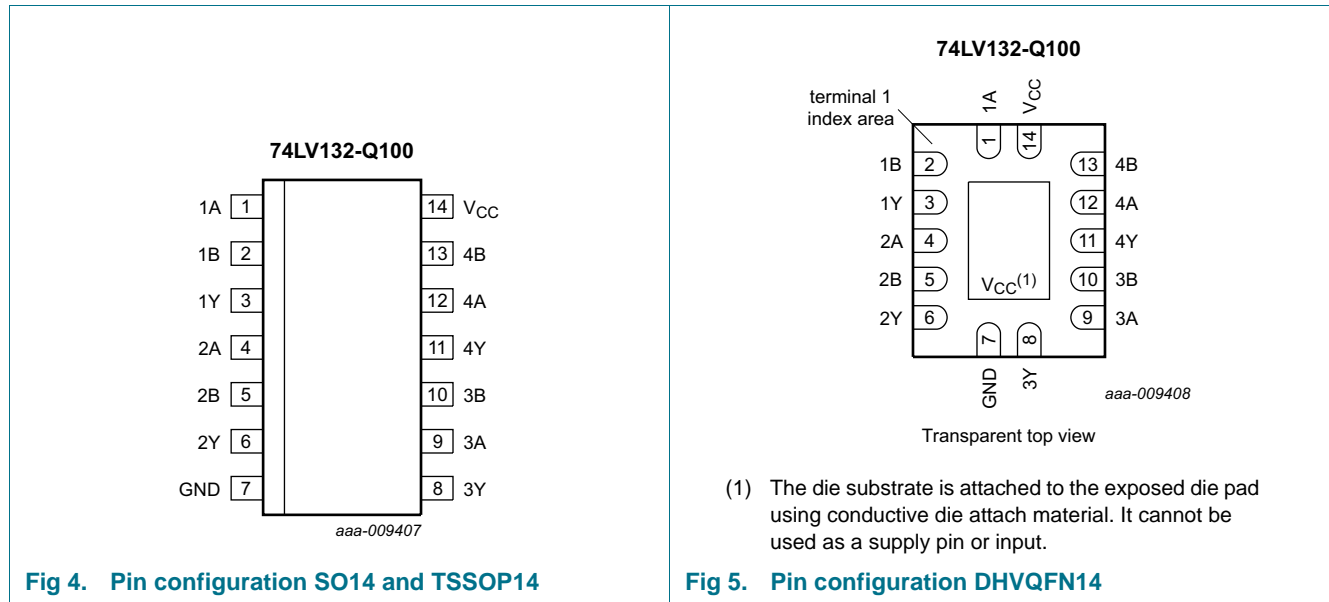 74LV132-Q100
1A 1
1B 2
1Y 3
2A 4
2B 5
2Y 6
GND 7
14 VCC
13 4B
12 4A
11 4Y
10 3B
9 3A
8 3Y
aaa-009407
Fig 4. Pin configuration SO14 and TSSOP14
74LV132-Q100
terminal 1
index area
1A
VCC
1
14
1B 2
1Y 3
2A 4
2B 5
2Y 6
13 4B
12 4A
11 4Y
10 3B
9 3A
VCC(1)
7
8
GND
3Y
aaa-009408
Transparent top view
(1) The die substrate is attached to the exposed die pad
using conductive die attach material. It cannot be
used as a supply pin or input.
Fig 5. Pin configuration DHVQFN14